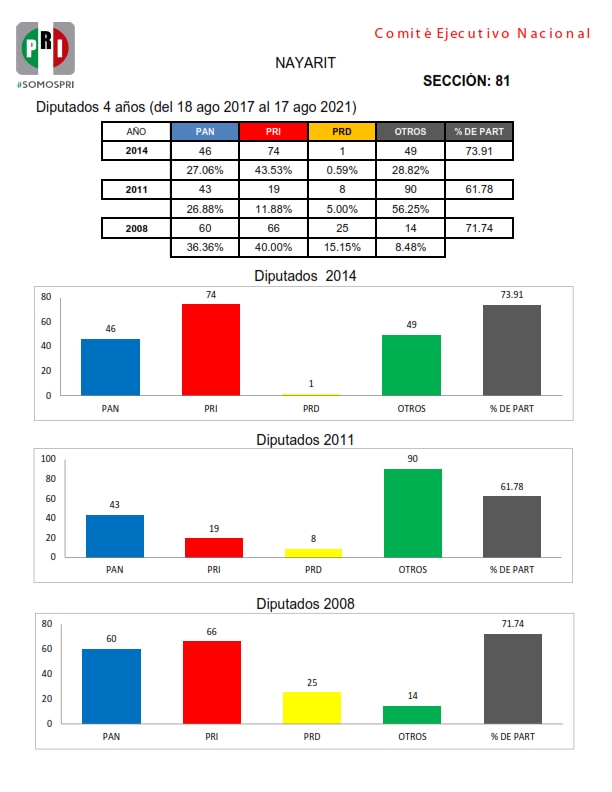 PRI
#SOMOSPRI
Comité Ejecutivo Nacional
NAYARIT
SECCIÓN: 81
Diputados 4 años (del 18 ago 2017 al 17 ago 2021)
AÑO PAN PRI PRD OTROS % DE PART
2014 46 74 1 49 73.91
27.06% 43.53% 0.59% 28.82%
2011 43 19 8 90 61.78
26.88% 11.88% 5.00% 56.25%
2008 60 66 25 14 71.74
36.36% 40.00% 15.15% 8.48%
Diputados 2014
80
60
40
20
0
46 74 1 49 73.91
PAN PRI PRD OTROS % DE PART
Diputados 2011
100
80
60
40
20
0
43 19 8 90 61.78
PAN PRI PRD OTROS % DE PART
Diputados 2008
80
60
40
20
0
60 66 25 14 71.74
PAN PRI PRD OTROS % DE PART